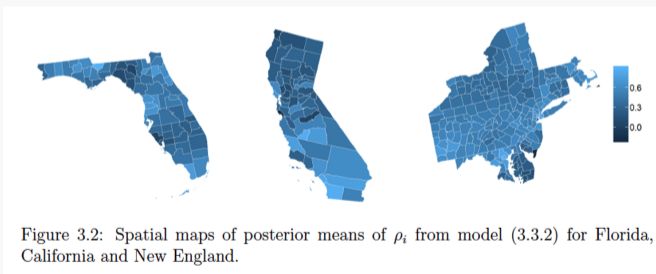 0.6
0.3
0.0
Figure 3.2: Spatial maps of posterior means of ρᵢ from model (3.3.2) for Florida,
California and New England.